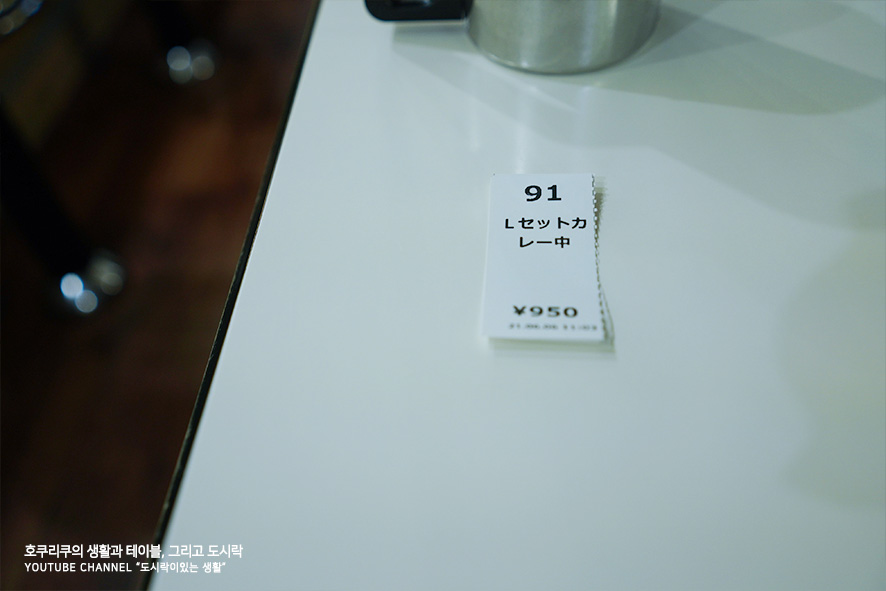 91
Lセットカ
レー中
¥950
호쿠리쿠의 생활과 테이블, 그리고 도시락
YOUTUBE CHANNEL "도시락이있는 생활"